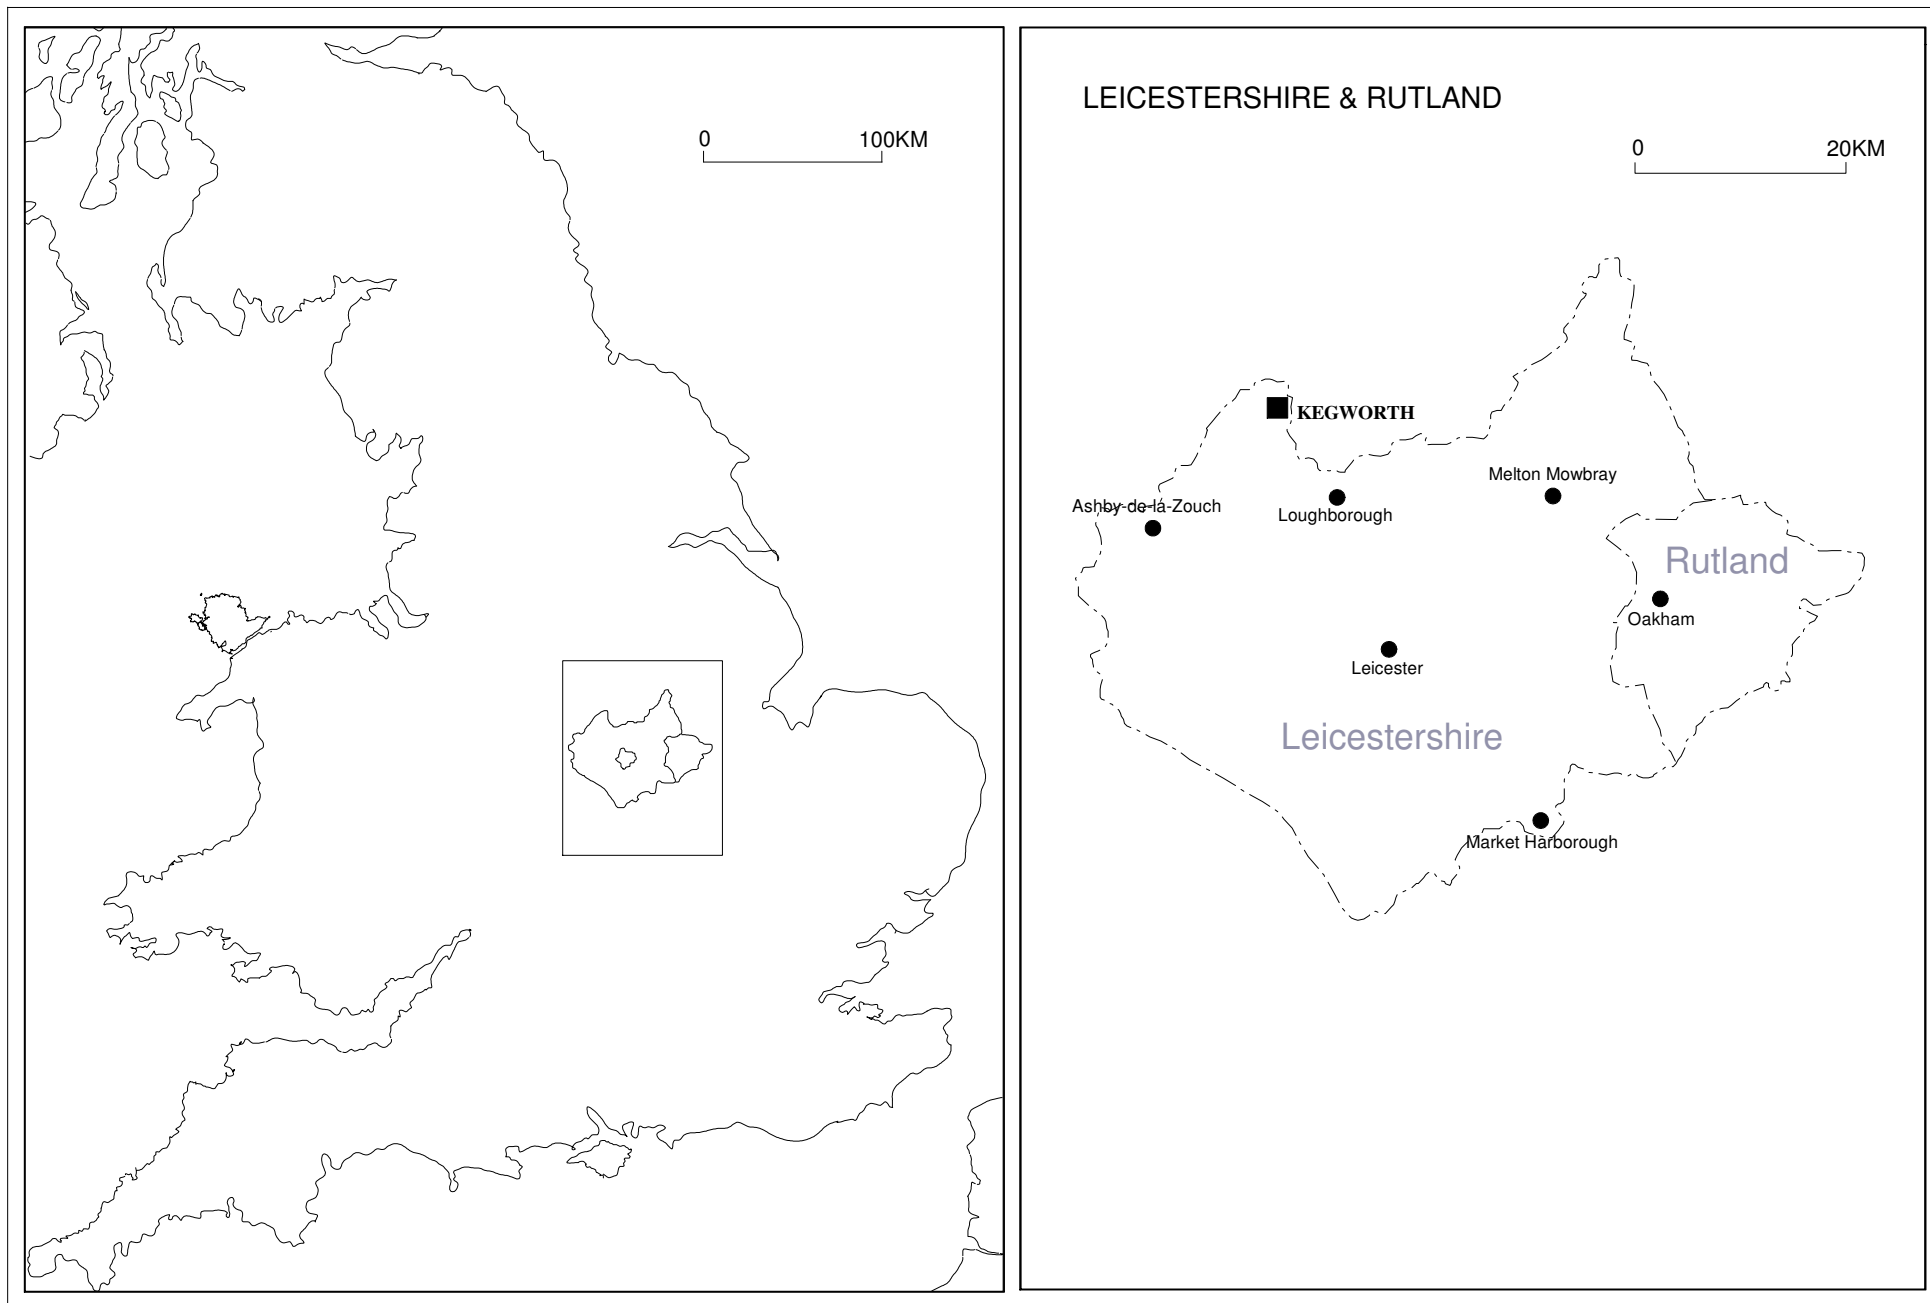 0 100KM
LEICESTERSHIRE & RUTLAND
0 20KM
KEGWORTH
Melton Mowbray
Ashby-de-la-Zouch
Loughborough
Rutland
Oakham
Leicester
Leicestershire
Market Harborough